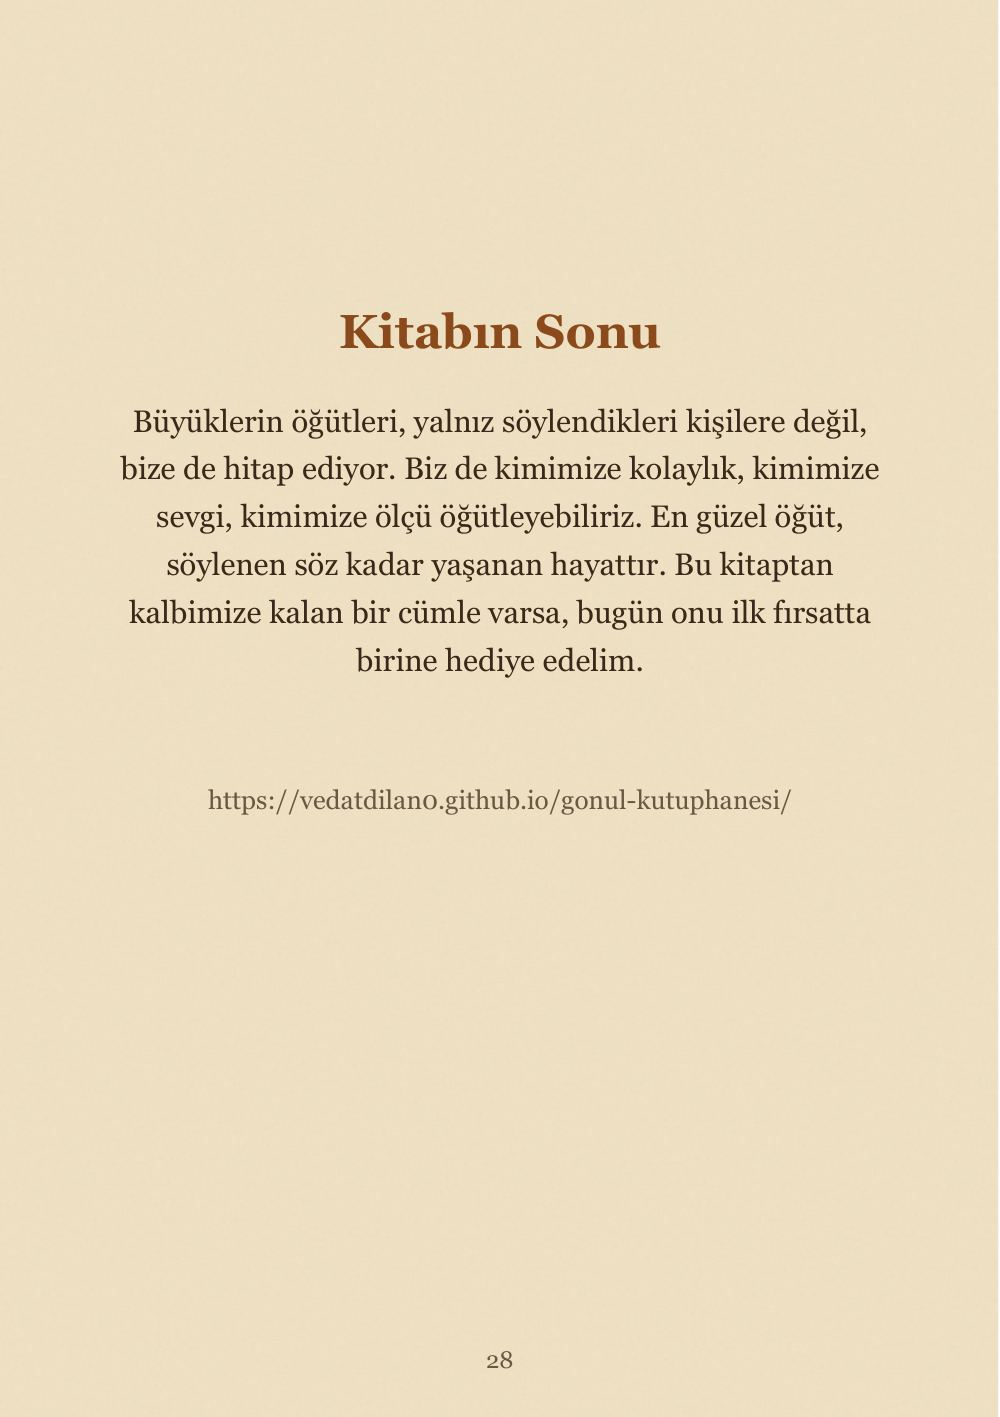 Kitabın Sonu
Büyüklerin öğütleri, yalnız söylendikleri kişilere değil,
bize de hitap ediyor. Biz de kimimize kolaylık, kimimize
sevgi, kimimize ölçü öğütleyebiliriz. En güzel öğüt,
söylenen söz kadar yaşanan hayattır. Bu kitaptan
kalbimize kalan bir cümle varsa, bugün onu ilk fırsatta
birine hediye edelim.
https://vedatdilan0.github.io/gonul-kutuphanesi/
28